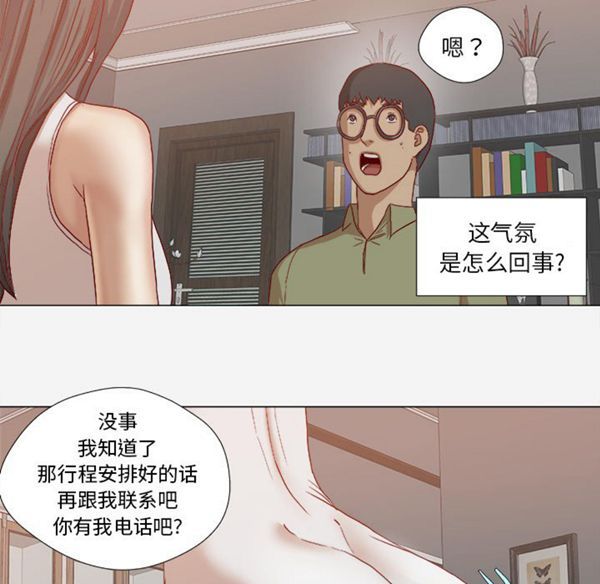 嗯？
这气氛
是怎么回事?
没事
我知道了
那行程安排好的话
再跟我联系吧
你有我电话吧?